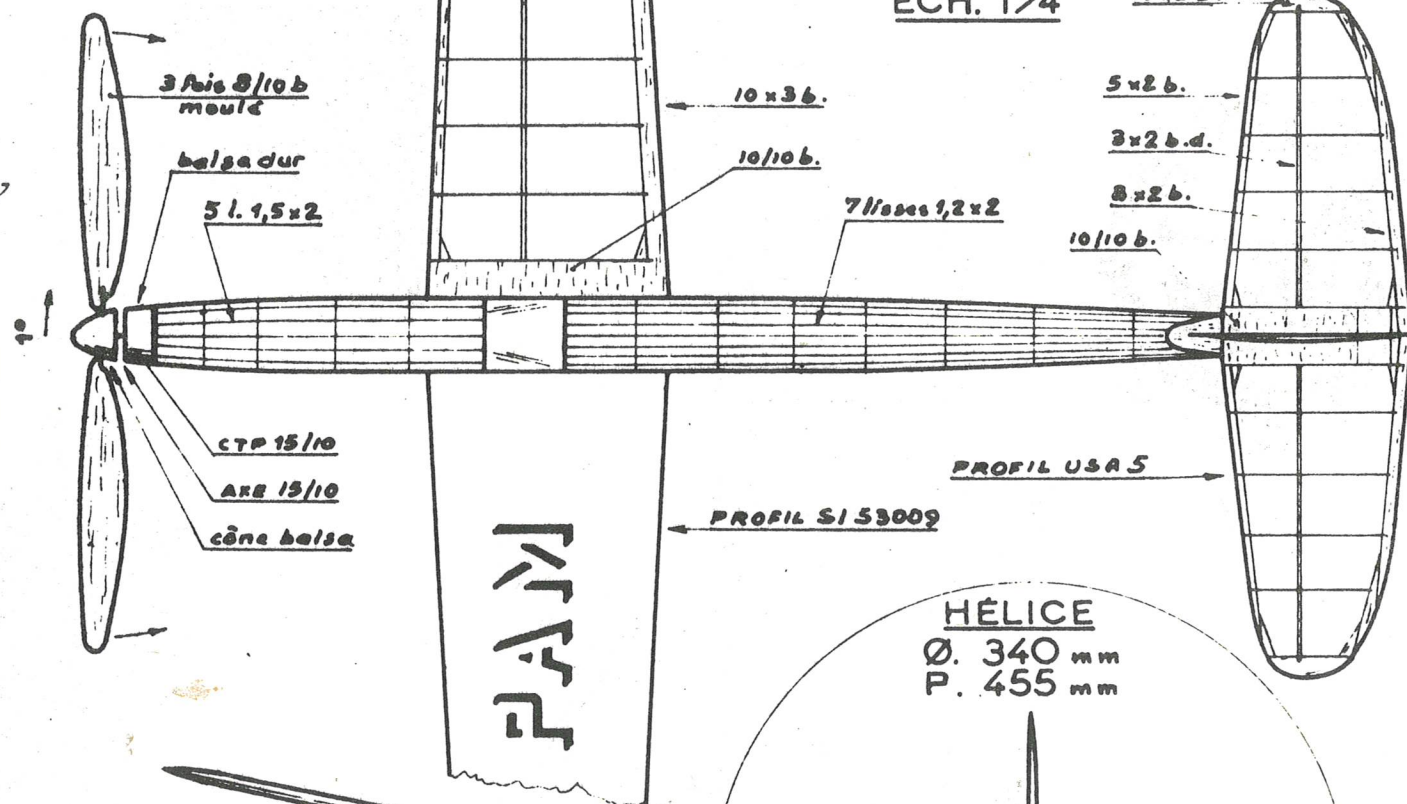 ECH. 1/4
3 fois 8/10 b
moulé
balsa dur
5 l. 1,5x2
10x3 b.
10/10 b.
7 lisses 1,2x2
5x2 b.
3x2 b.d.
8x2 b.
10/10 b.
1°
CTP 15/10
AXE 15/10
cône balsa
PROFIL USA 5
PROFIL SI 53009
PAM
HÉLICE
Ø. 340 mm
P. 455 mm